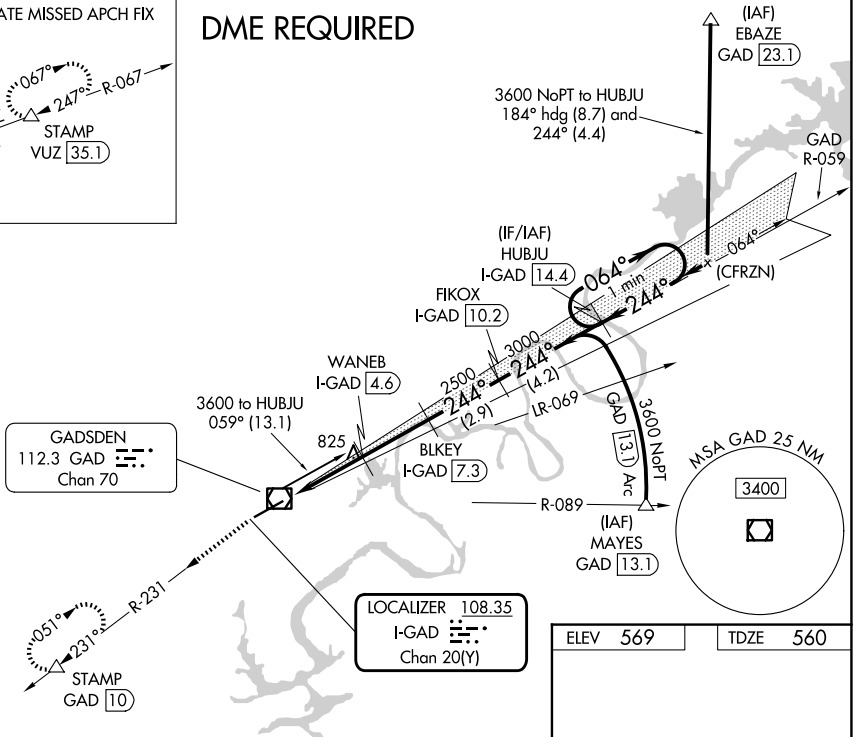 ATE MISSED APCH FIX
067°
247°
R-067
STAMP
VUZ 35.1
DME REQUIRED
(IAF)
EBAZE
GAD 23.1
3600 NoPT to HUBJU
184° hdg (8.7) and
244° (4.4)
GAD
R-059
064°
(CFRZN)
(IF/IAF)
HUBJU
I-GAD 14.4
064°
1 min
244°
FIKOX
I-GAD 10.2
3000
244°
(4.2)
WANEB
I-GAD 4.6
2500
244°
(2.9)
LR-069
3600 to HUBJU
059° (13.1)
825
BLKEY
I-GAD 7.3
3600 NoPT
GAD 13.1 Arc
GADSDEN
112.3 GAD
Chan 70
MSA GAD 25 NM
3400
R-089
(IAF)
MAYES
GAD 13.1
R-231
051°
231°
STAMP
GAD 10
LOCALIZER 108.35
I-GAD
Chan 20(Y)
ELEV 569
TDZE 560